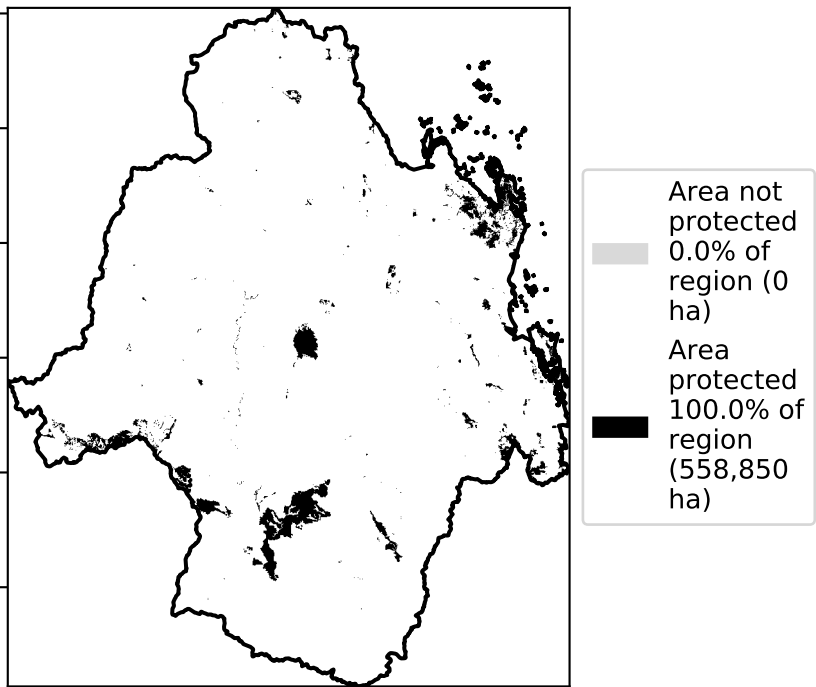 Area not
protected
0.0% of
region (0
ha)
Area
protected
100.0% of
region
(558,850
ha)